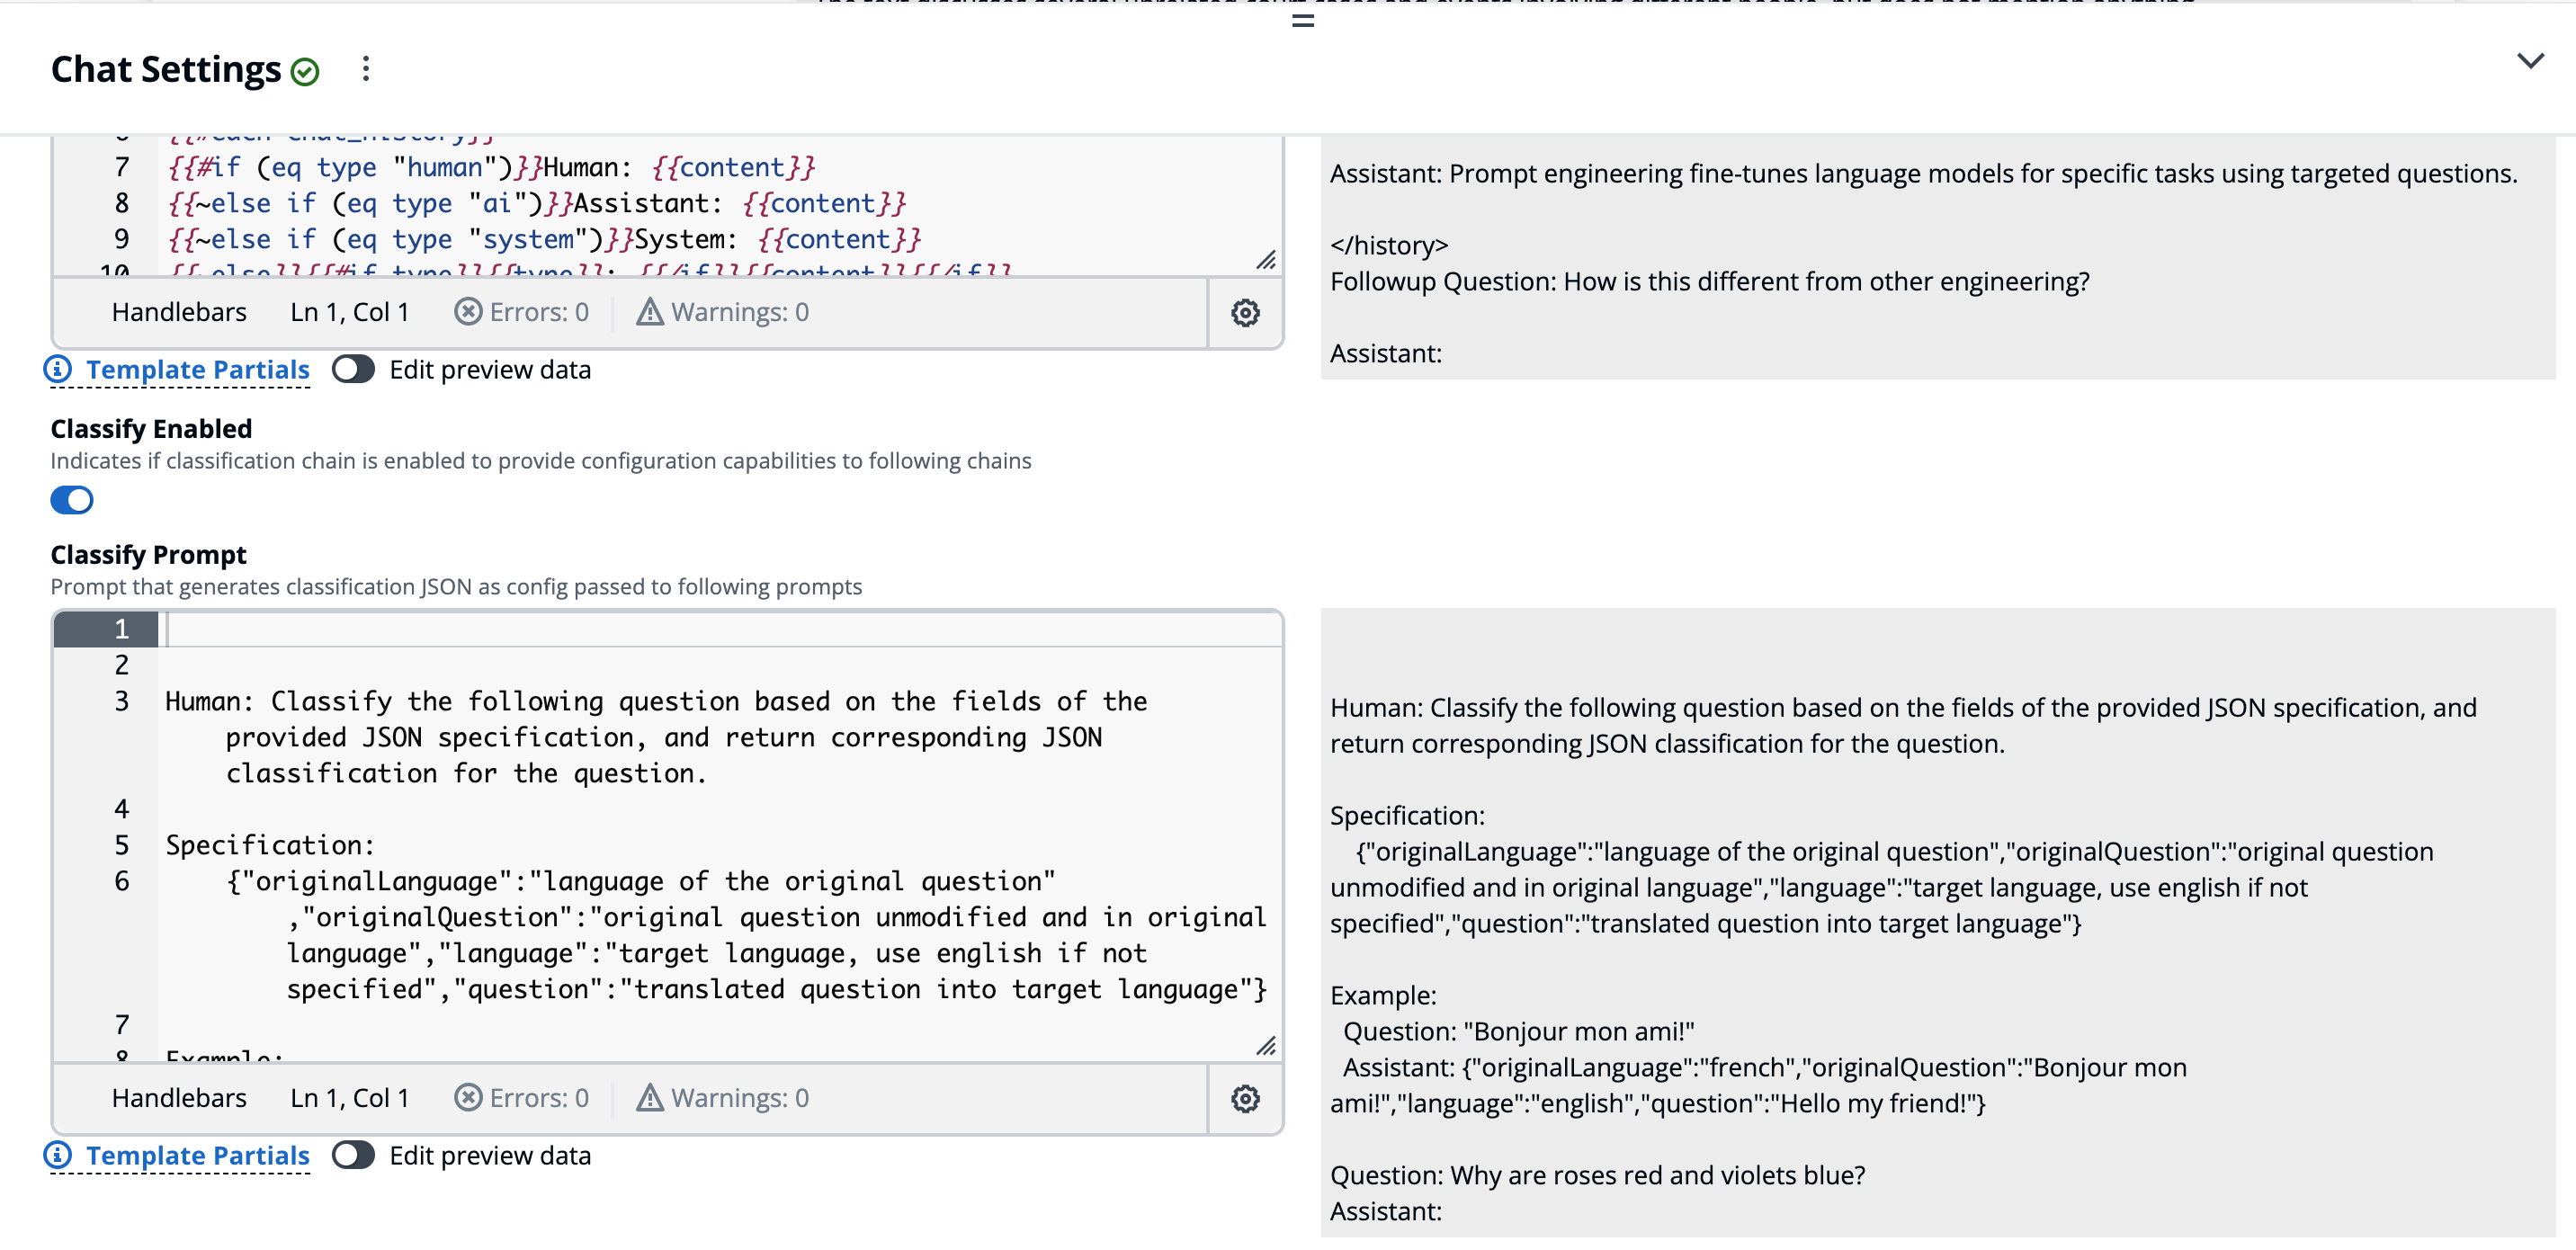 Chat Settings
{{#each chat_history}}
7 {{#if (eq type "human")}}Human: {{content}}
8 {{~else if (eq type "ai")}}Assistant: {{content}}
9 {{~else if (eq type "system")}}System: {{content}}
10 {{~else}}{{#if type}}{{type}}: {{/if}}{{content}}{{/if}}
Handlebars Ln 1, Col 1 Errors: 0 Warnings: 0
Template Partials Edit preview data
Assistant: Prompt engineering fine-tunes language models for specific tasks using targeted questions.
</history>
Followup Question: How is this different from other engineering?
Assistant:
Classify Enabled
Indicates if classification chain is enabled to provide configuration capabilities to following chains
Classify Prompt
Prompt that generates classification JSON as config passed to following prompts
1
2
3 Human: Classify the following question based on the fields of the
provided JSON specification, and return corresponding JSON
classification for the question.
4
5 Specification:
6 {"originalLanguage":"language of the original question"
,"originalQuestion":"original question unmodified and in original
language","language":"target language, use english if not
specified","question":"translated question into target language"}
7
8 Example:
Handlebars Ln 1, Col 1 Errors: 0 Warnings: 0
Template Partials Edit preview data
Human: Classify the following question based on the fields of the provided JSON specification, and
return corresponding JSON classification for the question.
Specification:
{"originalLanguage":"language of the original question","originalQuestion":"original question
unmodified and in original language","language":"target language, use english if not
specified","question":"translated question into target language"}
Example:
Question: "Bonjour mon ami!"
Assistant: {"originalLanguage":"french","originalQuestion":"Bonjour mon
ami!","language":"english","question":"Hello my friend!"}
Question: Why are roses red and violets blue?
Assistant: